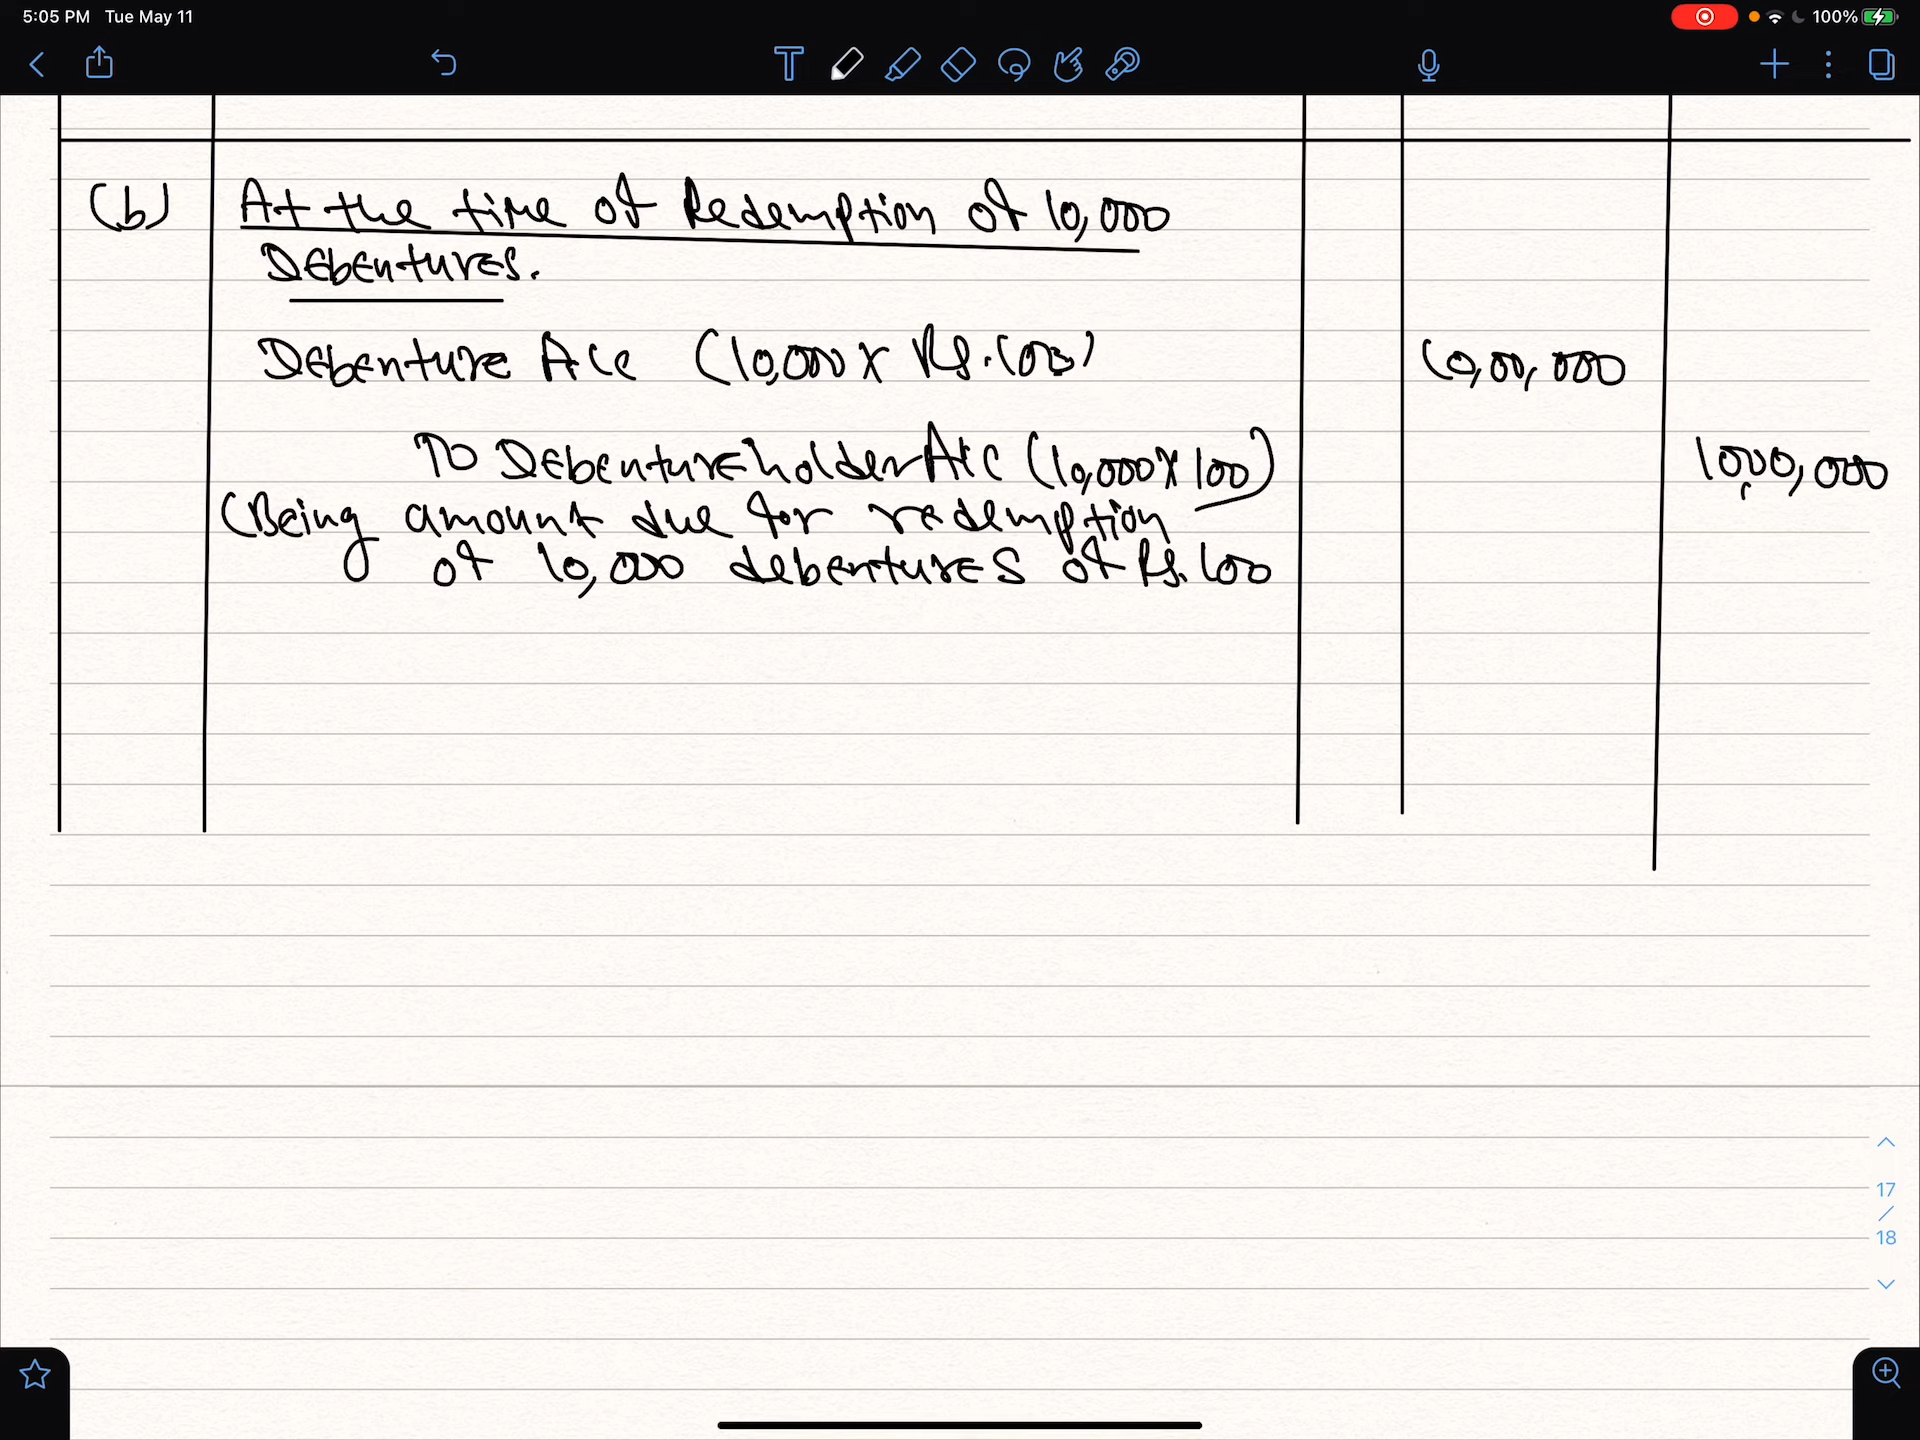 5:05 PM Tue May 11
100%
(b) At the time of Redemption of 10,000
Debentures.
Debenture A/c (10,000 x Rs.100) 10,00,000
To Debentureholder A/c (10,000 x 100) 10,00,000
(Being amount due for redemption
of 10,000 debentures of Rs.100
17
/
18